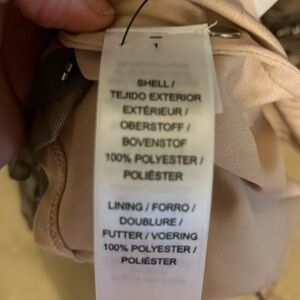 1
SHELL /
TEJIDO EXTERIOR
EXTÉRIEUR /
OBERSTOFF /
BOVENSTOF
100% POLYESTER /
POLIÉSTER
LINING / FORRO /
DOUBLURE /
FUTTER / VOERING
100% POLYESTER /
POLIÉSTER